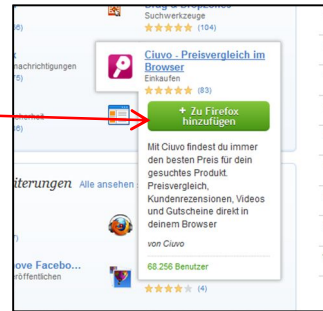 Suchwerkzeuge
(104)
Ciuvo - Preisvergleich im
Browser
Einkaufen
(83)
nachrichtigungen
+ Zu Firefox
hinzufügen
Mit Ciuvo findest du immer
den besten Preis für dein
gesuchtes Produkt.
Preisvergleich,
Kundenrezensionen, Videos
und Gutscheine direkt in
deinem Browser
von Ciuvo
68.256 Benutzer
iterungen Alle ansehen
ove Facebo...
röffentlichen
(4)